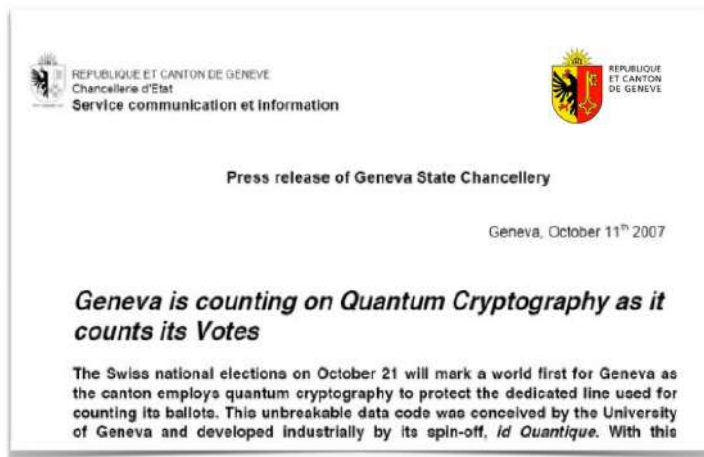 REPUBLIQUE ET CANTON DE GENEVE
Chancellerie d'Etat
Service communication et information
REPUBLIQUE
ET CANTON
DE GENEVE
Press release of Geneva State Chancellery
Geneva, October 11th 2007
Geneva is counting on Quantum Cryptography as it
counts its Votes
The Swiss national elections on October 21 will mark a world first for Geneva as
the canton employs quantum cryptography to protect the dedicated line used for
counting its ballots. This unbreakable data code was conceived by the University
of Geneva and developed industrially by its spin-off, id Quantique. With this